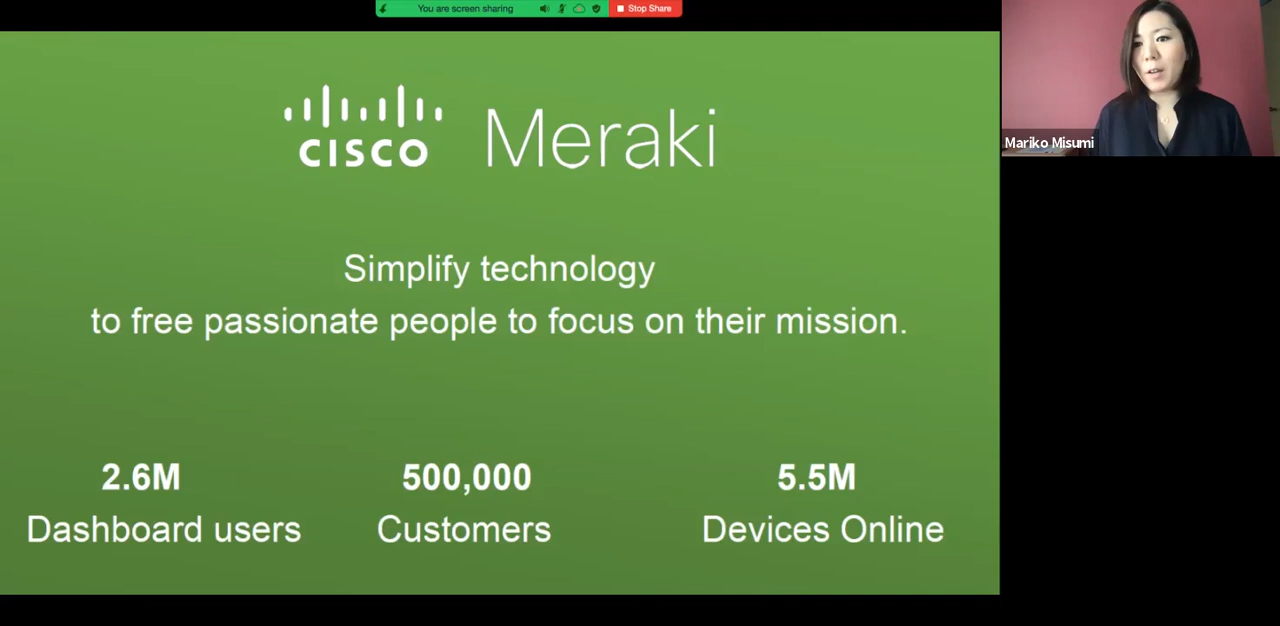 You are screen sharing
Stop Share
CISCO Meraki
Simplify technology
to free passionate people to focus on their mission.
2.6M
Dashboard users
500,000
Customers
5.5M
Devices Online
Mariko Misumi